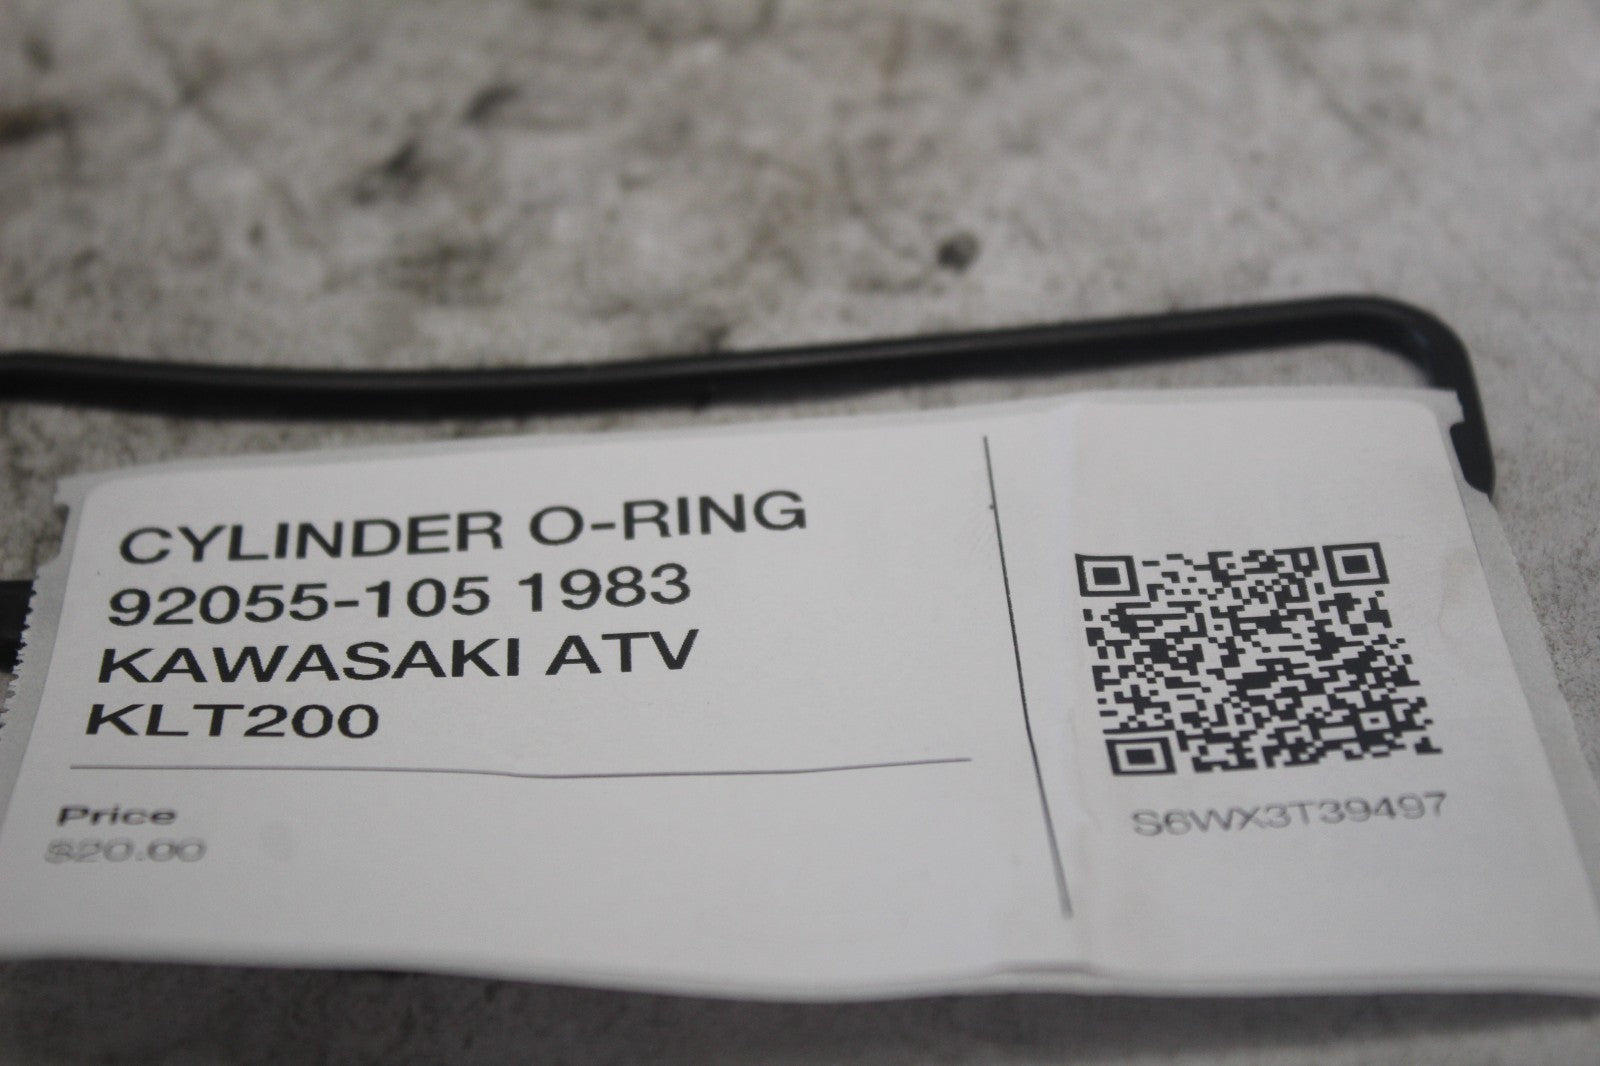 CYLINDER O-RING
92055-105 1983
KAWASAKI ATV
KLT200
Price
$20.00
S6WX3T39497